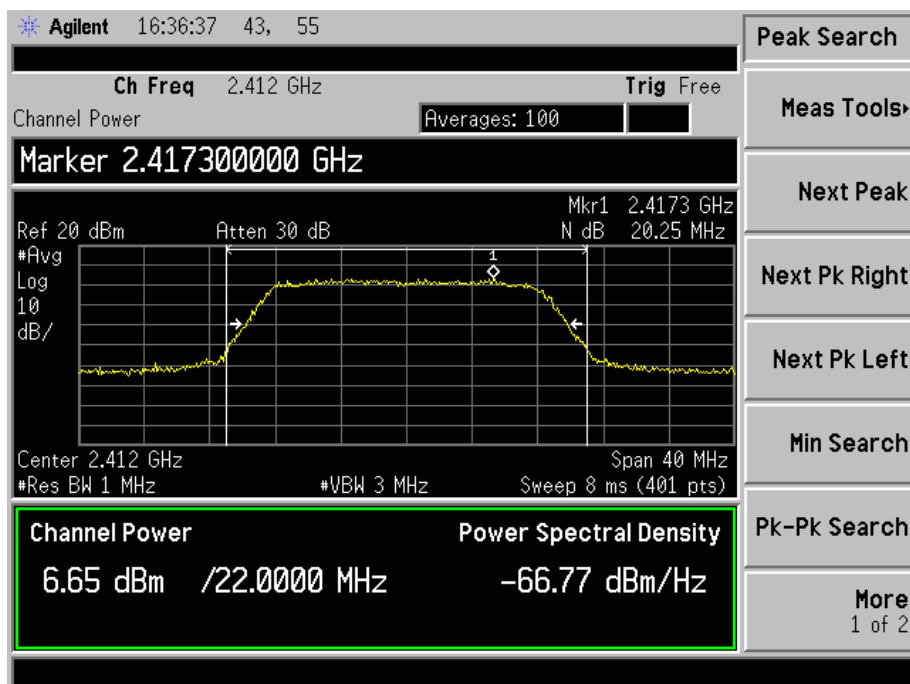 Agilent 16:36:37 43, 55
Peak Search
Ch Freq 2.412 GHz Trig Free
Channel Power Averages: 100
Meas Tools
Marker 2.417300000 GHz
Mkr1 2.4173 GHz
Ref 20 dBm Atten 30 dB N dB 20.25 MHz
Next Peak
#Avg
Log
10
dB/
1
Next Pk Right
Next Pk Left
Center 2.412 GHz Span 40 MHz
#Res BW 1 MHz #VBW 3 MHz Sweep 8 ms (401 pts)
Min Search
Channel Power Power Spectral Density
6.65 dBm /22.0000 MHz -66.77 dBm/Hz
Pk-Pk Search
More
1 of 2